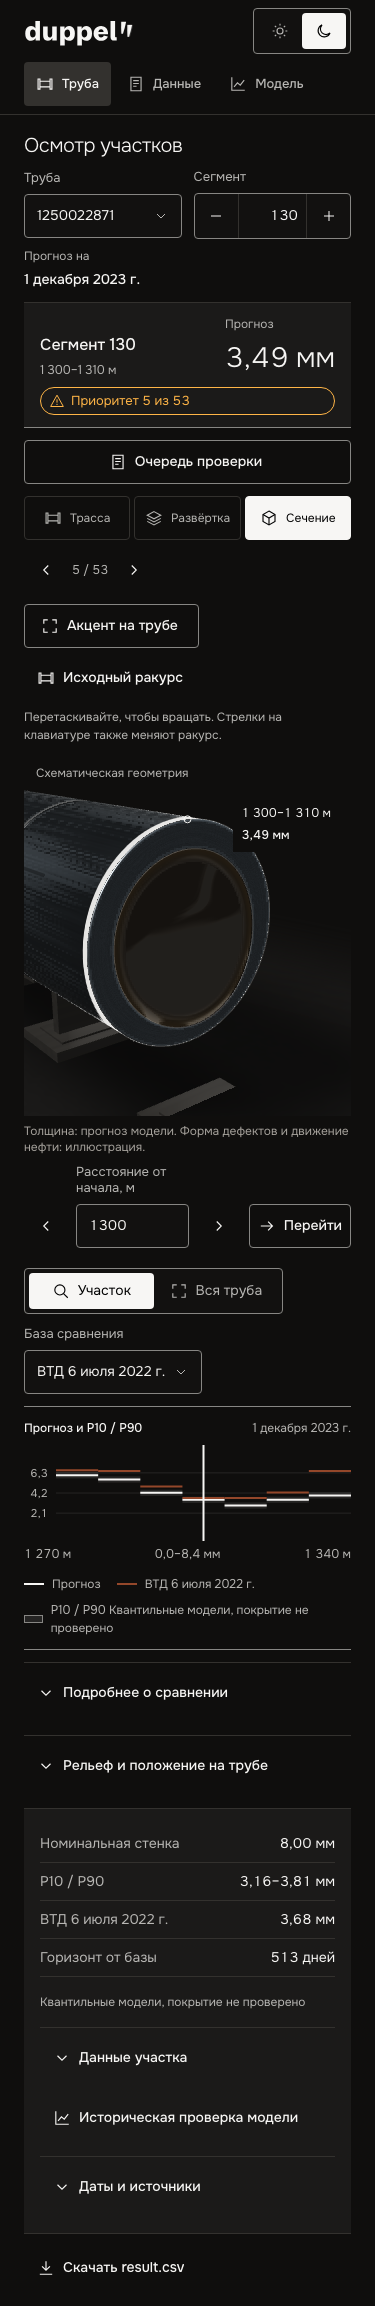 duppel
Труба
Данные
Модель
Осмотр участков
Труба
Сегмент
1250022871
130
Прогноз на
1 декабря 2023 г.
Прогноз
Сегмент 130
3,49 мм
1 300–1 310 м
Приоритет 5 из 53
Очередь проверки
Трасса
Развёртка
Сечение
5 / 53
Акцент на трубе
Исходный ракурс
Перетаскивайте, чтобы вращать. Стрелки на
клавиатуре также меняют ракурс.
Схематическая геометрия
1 300–1 310 м
3,49 мм
Толщина: прогноз модели. Форма дефектов и движение
нефти: иллюстрация.
Расстояние от
начала, м
1300
Перейти
Участок
Вся труба
База сравнения
ВТД 6 июля 2022 г.
Прогноз и P10 / P90
1 декабря 2023 г.
6,3
4,2
2,1
1 270 м
0,0–8,4 мм
1 340 м
Прогноз
ВТД 6 июля 2022 г.
P10 / P90 Квантильные модели, покрытие не
проверено
Подробнее о сравнении
Рельеф и положение на трубе
Номинальная стенка
8,00 мм
P10 / P90
3,16–3,81 мм
ВТД 6 июля 2022 г.
3,68 мм
Горизонт от базы
513 дней
Квантильные модели, покрытие не проверено
Данные участка
Историческая проверка модели
Даты и источники
Скачать result.csv